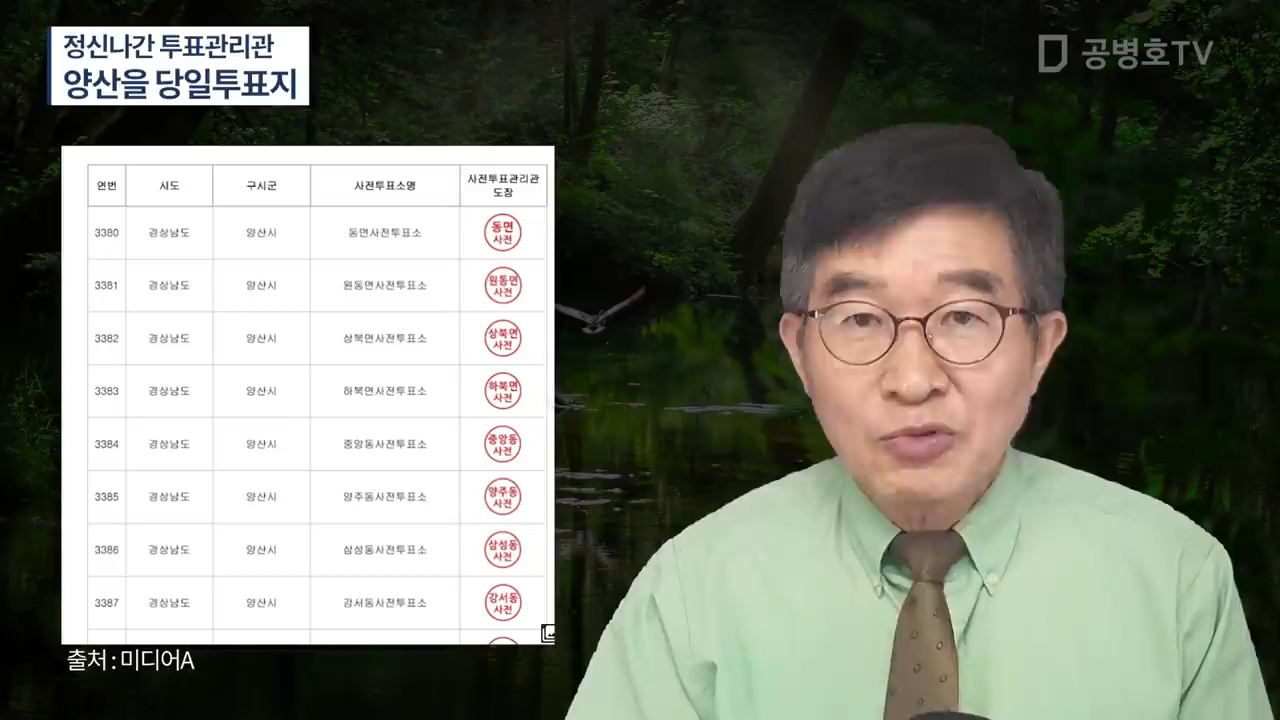 정신나간 투표관리관
양산을 당일투표지
공병호TV
연번 시도 구시군 사전투표소명 사전투표관리관 도장
3380 경상남도 양산시 동면사전투표소 동면 사전
3381 경상남도 양산시 원동면사전투표소 원동면 사전
3382 경상남도 양산시 상북면사전투표소 상북면 사전
3383 경상남도 양산시 하북면사전투표소 하북면 사전
3384 경상남도 양산시 중앙동사전투표소 중앙동 사전
3385 경상남도 양산시 양주동사전투표소 양주동 사전
3386 경상남도 양산시 삼성동사전투표소 삼성동 사전
3387 경상남도 양산시 강서동사전투표소 강서동 사전
출처 : 미디어A